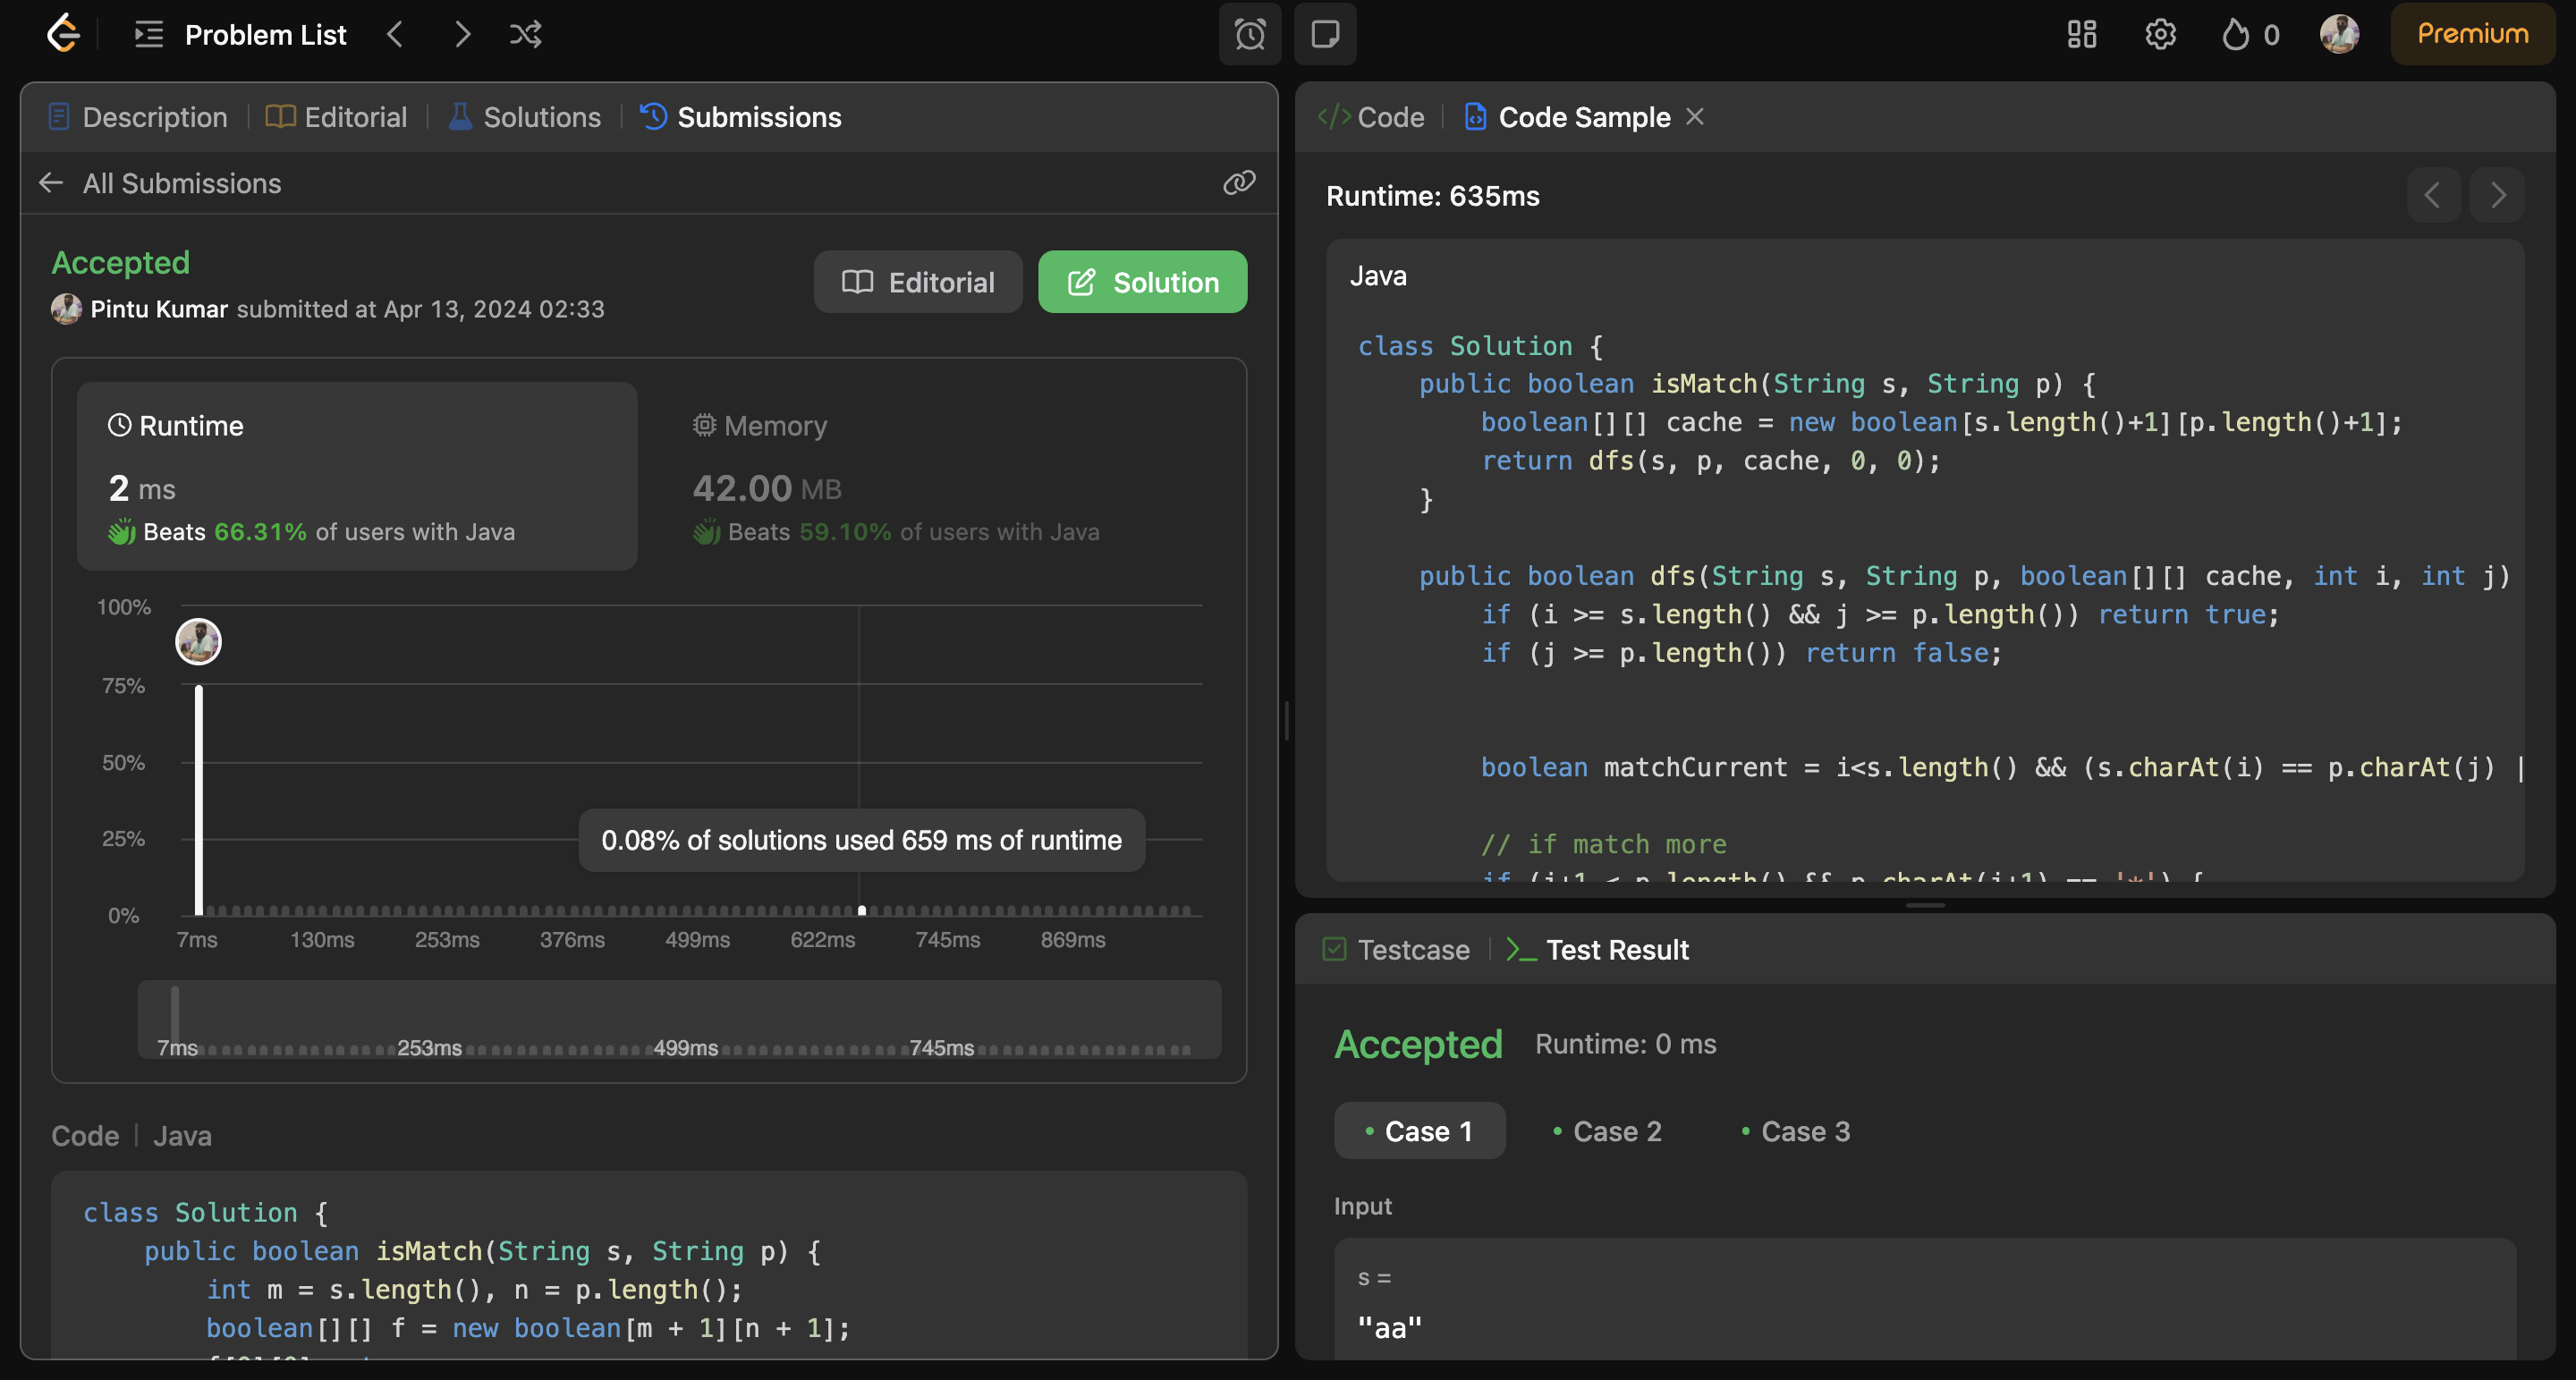 Problem List
0
Premium
Description
Editorial
Solutions
Submissions
All Submissions
Accepted
Pintu Kumar submitted at Apr 13, 2024 02:33
Editorial
Solution
Runtime
2 ms
Beats 66.31% of users with Java
Memory
42.00 MB
Beats 59.10% of users with Java
100%
75%
50%
25%
0%
0.08% of solutions used 659 ms of runtime
7ms 130ms 253ms 376ms 499ms 622ms 745ms 869ms
7ms 253ms 499ms 745ms
Code | Java
class Solution {
public boolean isMatch(String s, String p) {
int m = s.length(), n = p.length();
boolean[][] f = new boolean[m + 1][n + 1];
</> Code
Code Sample
Runtime: 635ms
Java
class Solution {
public boolean isMatch(String s, String p) {
boolean[][] cache = new boolean[s.length()+1][p.length()+1];
return dfs(s, p, cache, 0, 0);
}
public boolean dfs(String s, String p, boolean[][] cache, int i, int j)
if (i >= s.length() && j >= p.length()) return true;
if (j >= p.length()) return false;
boolean matchCurrent = i<s.length() && (s.charAt(i) == p.charAt(j) |
// if match more
if (j+1 < p.length() && p.charAt(j+1) == '*') {
Testcase
Test Result
Accepted
Runtime: 0 ms
Case 1
Case 2
Case 3
Input
s =
"aa"